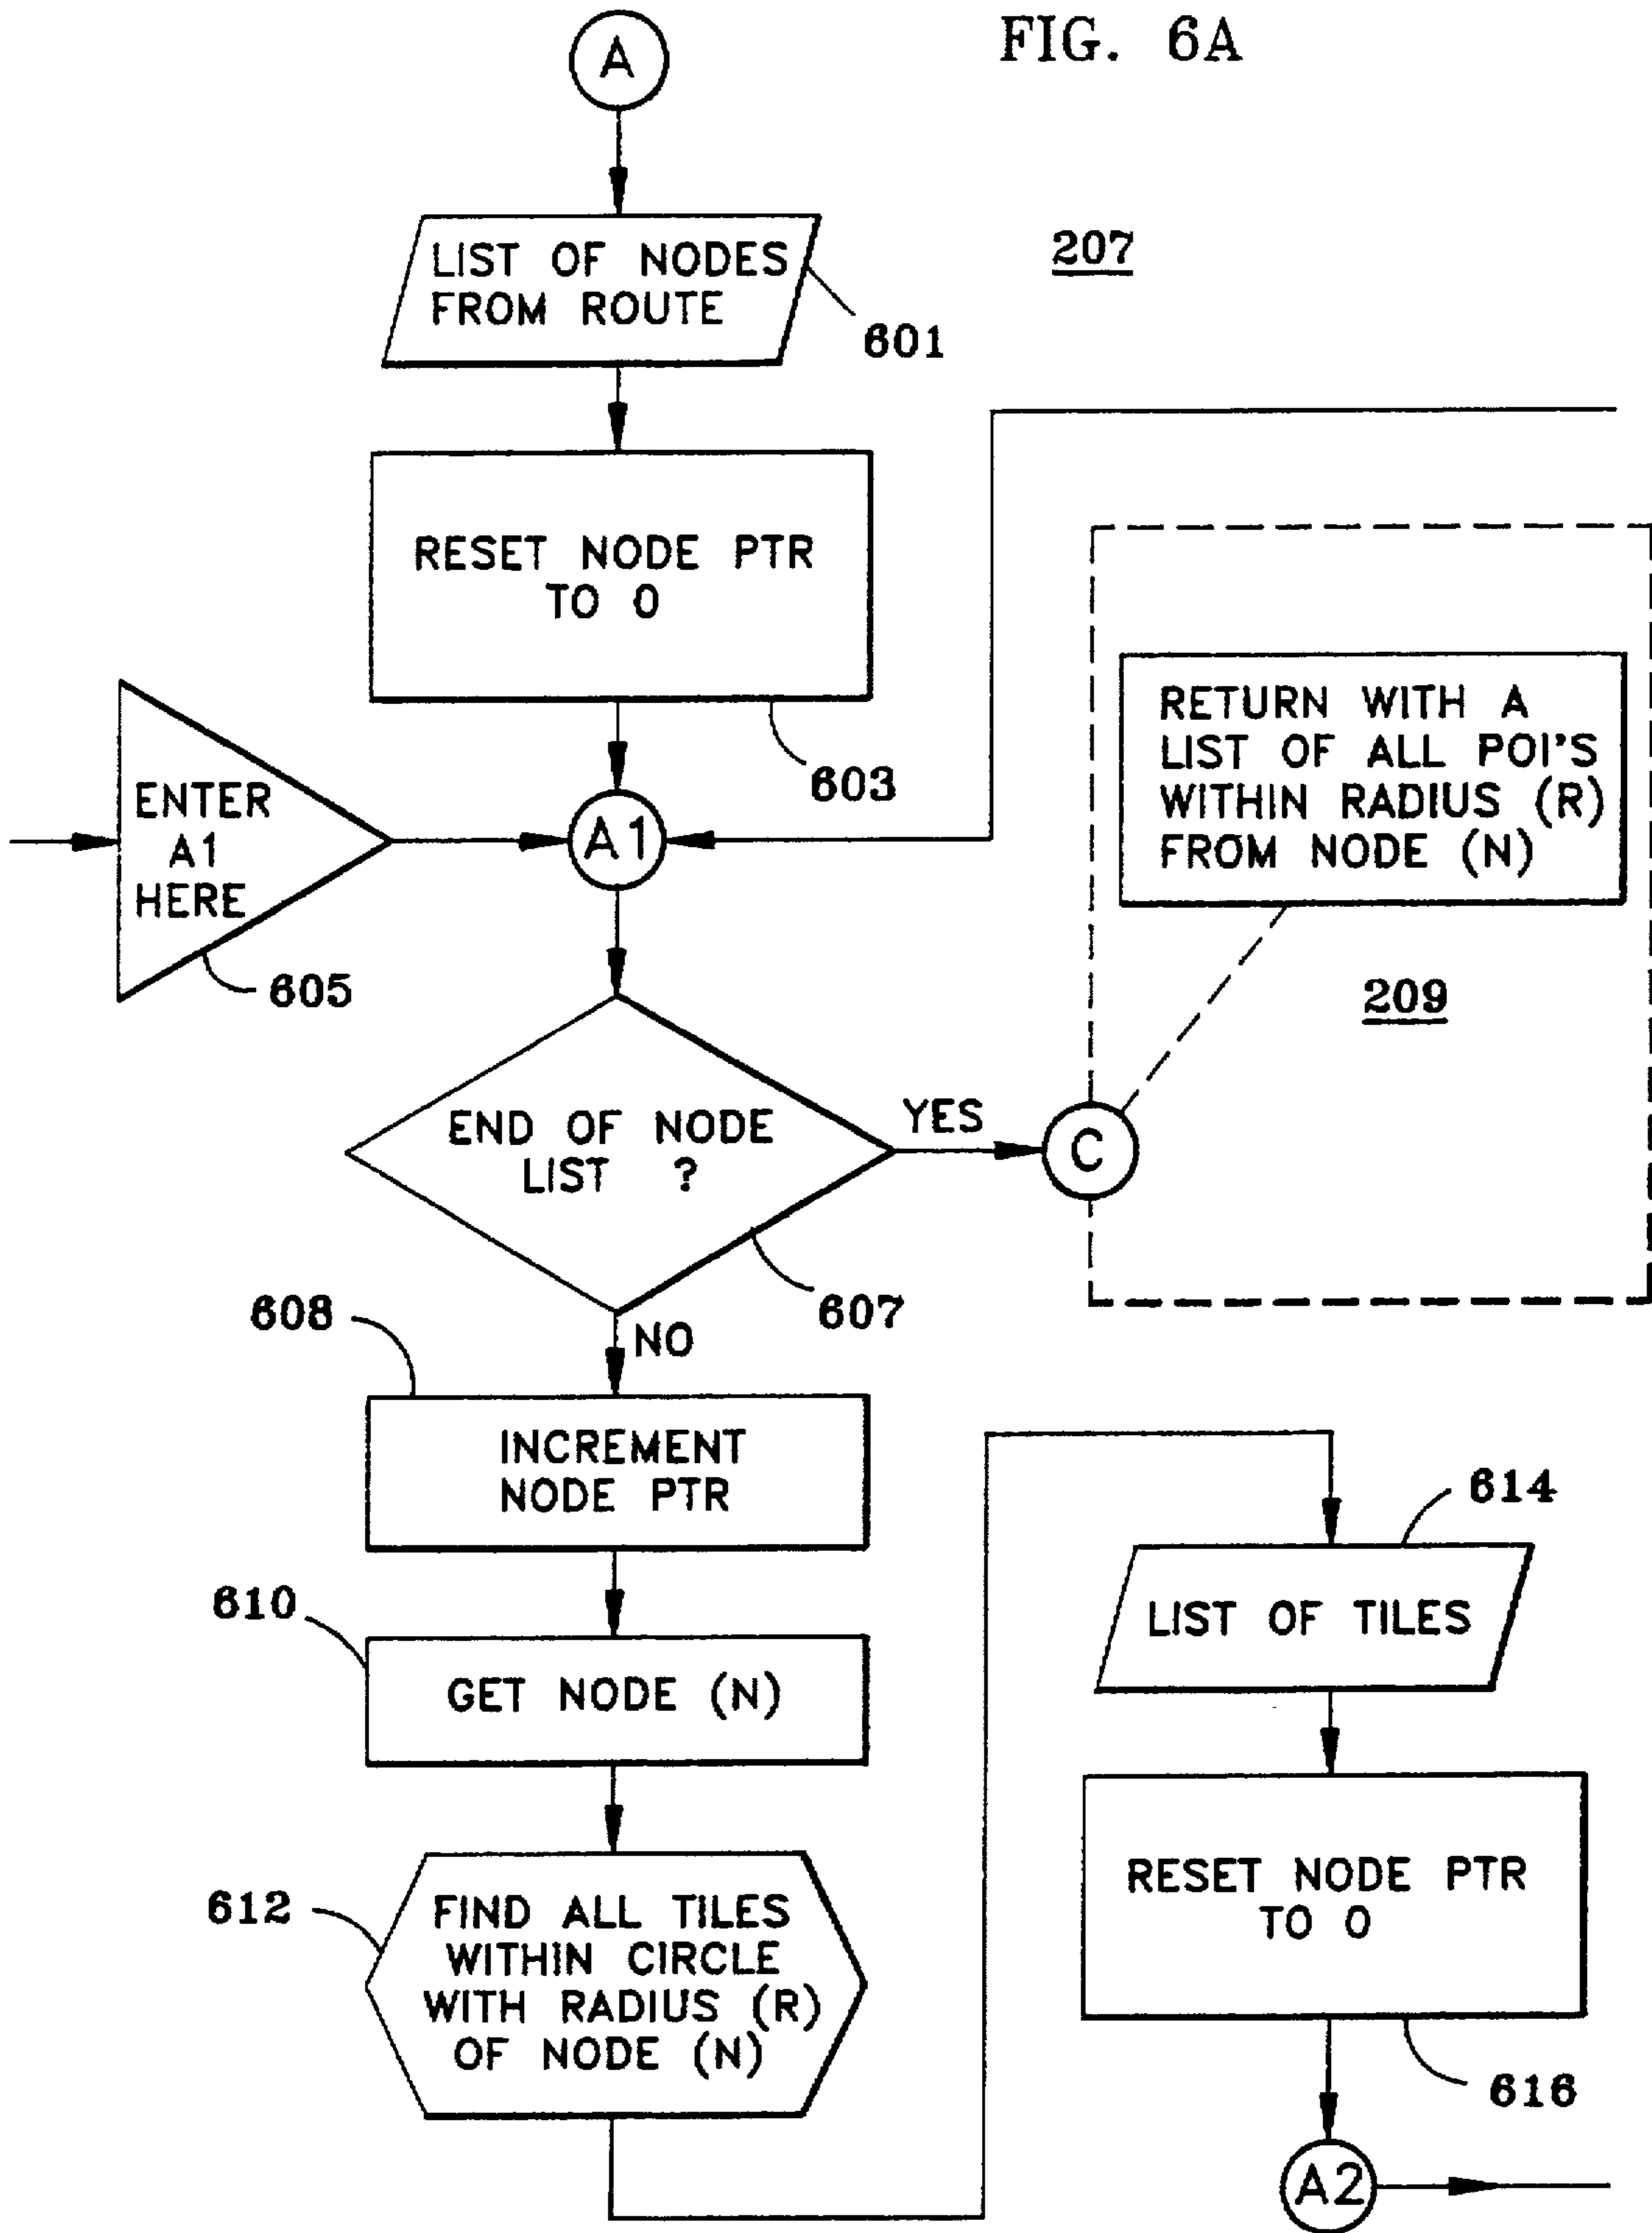 FIG. 6A
A
LIST OF NODES
FROM ROUTE
601
207
RESET NODE PTR
TO 0
603
ENTER
A1
HERE
605
A1
RETURN WITH A
LIST OF ALL POI'S
WITHIN RADIUS (R)
FROM NODE (N)
209
END OF NODE
LIST ?
607
YES
C
NO
608
INCREMENT
NODE PTR
610
GET NODE (N)
612
FIND ALL TILES
WITHIN CIRCLE
WITH RADIUS (R)
OF NODE (N)
614
LIST OF TILES
RESET NODE PTR
TO 0
616
A2